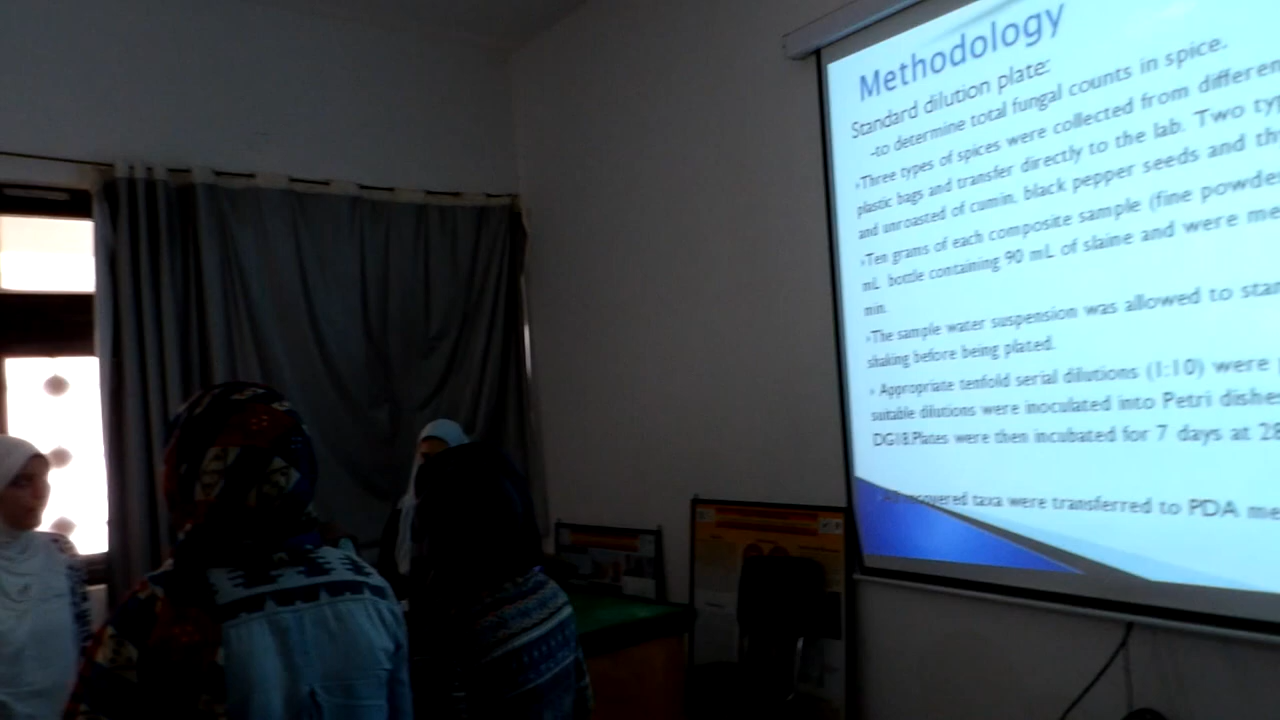 Methodology
Standard dilution plate:
-to determine total fungal counts in spice.
Three types of spices were collected from differen
plastic bags and transfer directly to the lab. Two typ
and unroasted of cumin, black pepper seeds and th
Ten grams of each composite sample (fine powde
mL bottle containing 90 mL of slaine and were me
min.
The sample water suspension was allowed to stan
shaking before being plated.
Appropriate tenfold serial dilutions (1:10) were
suitable dilutions were inoculated into Petri dishes
DG18.Plates were then incubated for 7 days at 28
taxa were transferred to PDA me